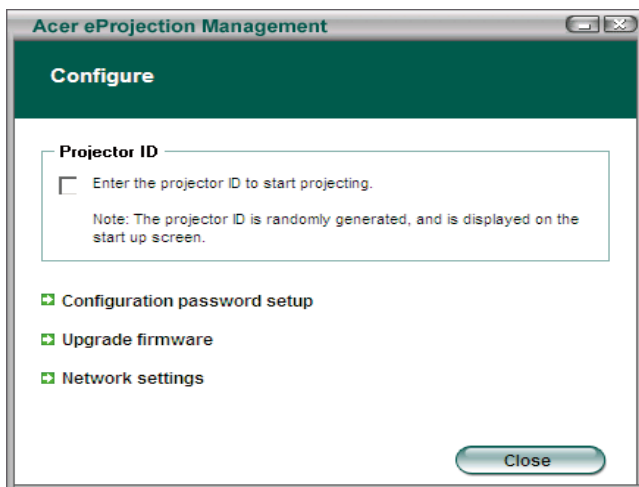 Acer eProjection Management
Configure
Projector ID
Enter the projector ID to start projecting.
Note: The projector ID is randomly generated, and is displayed on the
start up screen.
Configuration password setup
Upgrade firmware
Network settings
Close